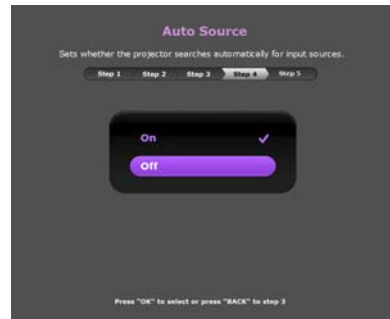 Auto Source
Sets whether the projector searches automatically for input sources.
Step 1 Step 2 Step 3 Step 4 Step 5
On
Off
Press "OK" to select or press "BACK" to step 3